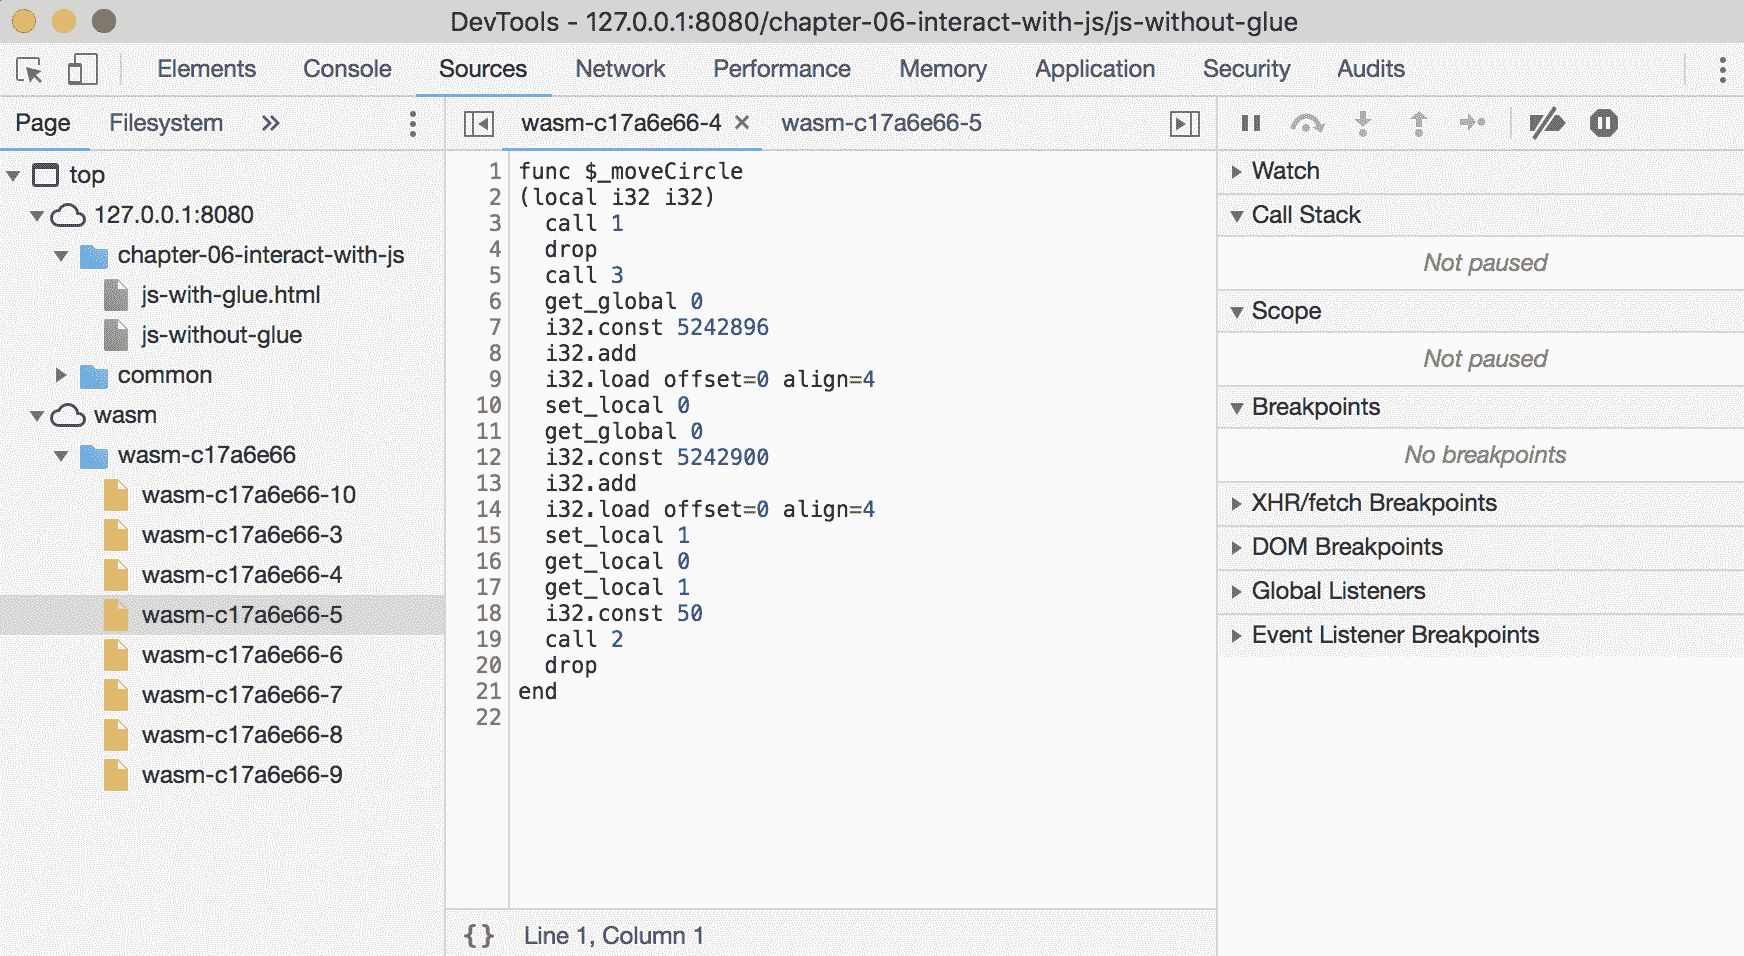 DevTools - 127.0.0.1:8080/chapter-06-interact-with-js/js-without-glue
Elements Console Sources Network Performance Memory Application Security Audits
Page Filesystem »
top
127.0.0.1:8080
chapter-06-interact-with-js
js-with-glue.html
js-without-glue
common
wasm
wasm-c17a6e66
wasm-c17a6e66-10
wasm-c17a6e66-3
wasm-c17a6e66-4
wasm-c17a6e66-5
wasm-c17a6e66-6
wasm-c17a6e66-7
wasm-c17a6e66-8
wasm-c17a6e66-9
wasm-c17a6e66-4 × wasm-c17a6e66-5
1 func $_moveCircle
2 (local i32 i32)
3 call 1
4 drop
5 call 3
6 get_global 0
7 i32.const 5242896
8 i32.add
9 i32.load offset=0 align=4
10 set_local 0
11 get_global 0
12 i32.const 5242900
13 i32.add
14 i32.load offset=0 align=4
15 set_local 1
16 get_local 0
17 get_local 1
18 i32.const 50
19 call 2
20 drop
21 end
22
{} Line 1, Column 1
Watch
Call Stack
Not paused
Scope
Not paused
Breakpoints
No breakpoints
XHR/fetch Breakpoints
DOM Breakpoints
Global Listeners
Event Listener Breakpoints